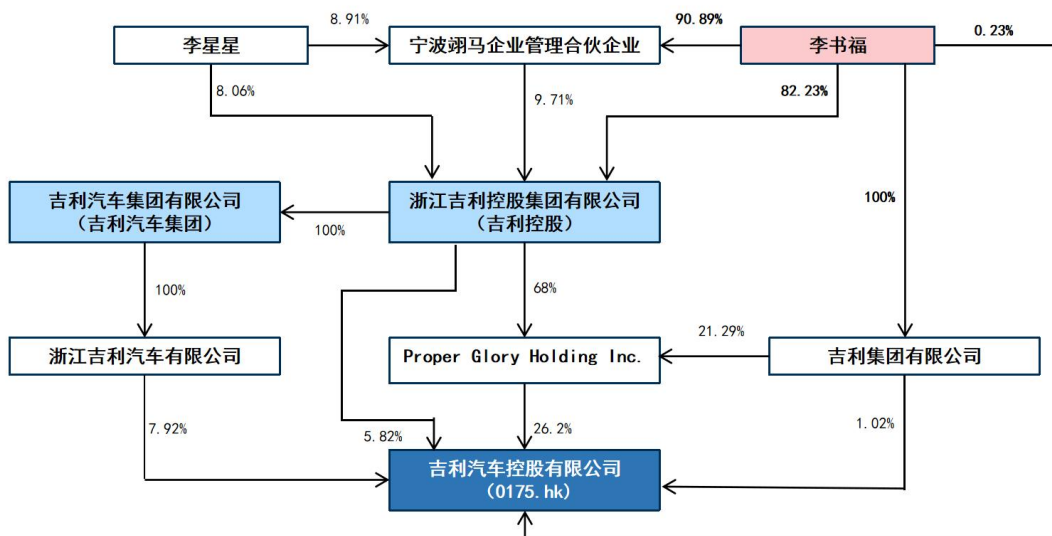 8.91%
90.89%
0.23%
李星星
宁波翊马企业管理合伙企业
李书福
8.06%
9.71%
82.23%
吉利汽车集团有限公司
（吉利汽车集团）
浙江吉利控股集团有限公司
（吉利控股）
100%
100%
100%
68%
21.29%
浙江吉利汽车有限公司
Proper Glory Holding Inc.
吉利集团有限公司
7.92%
5.82%
26.2%
1.02%
吉利汽车控股有限公司
（0175.hk）